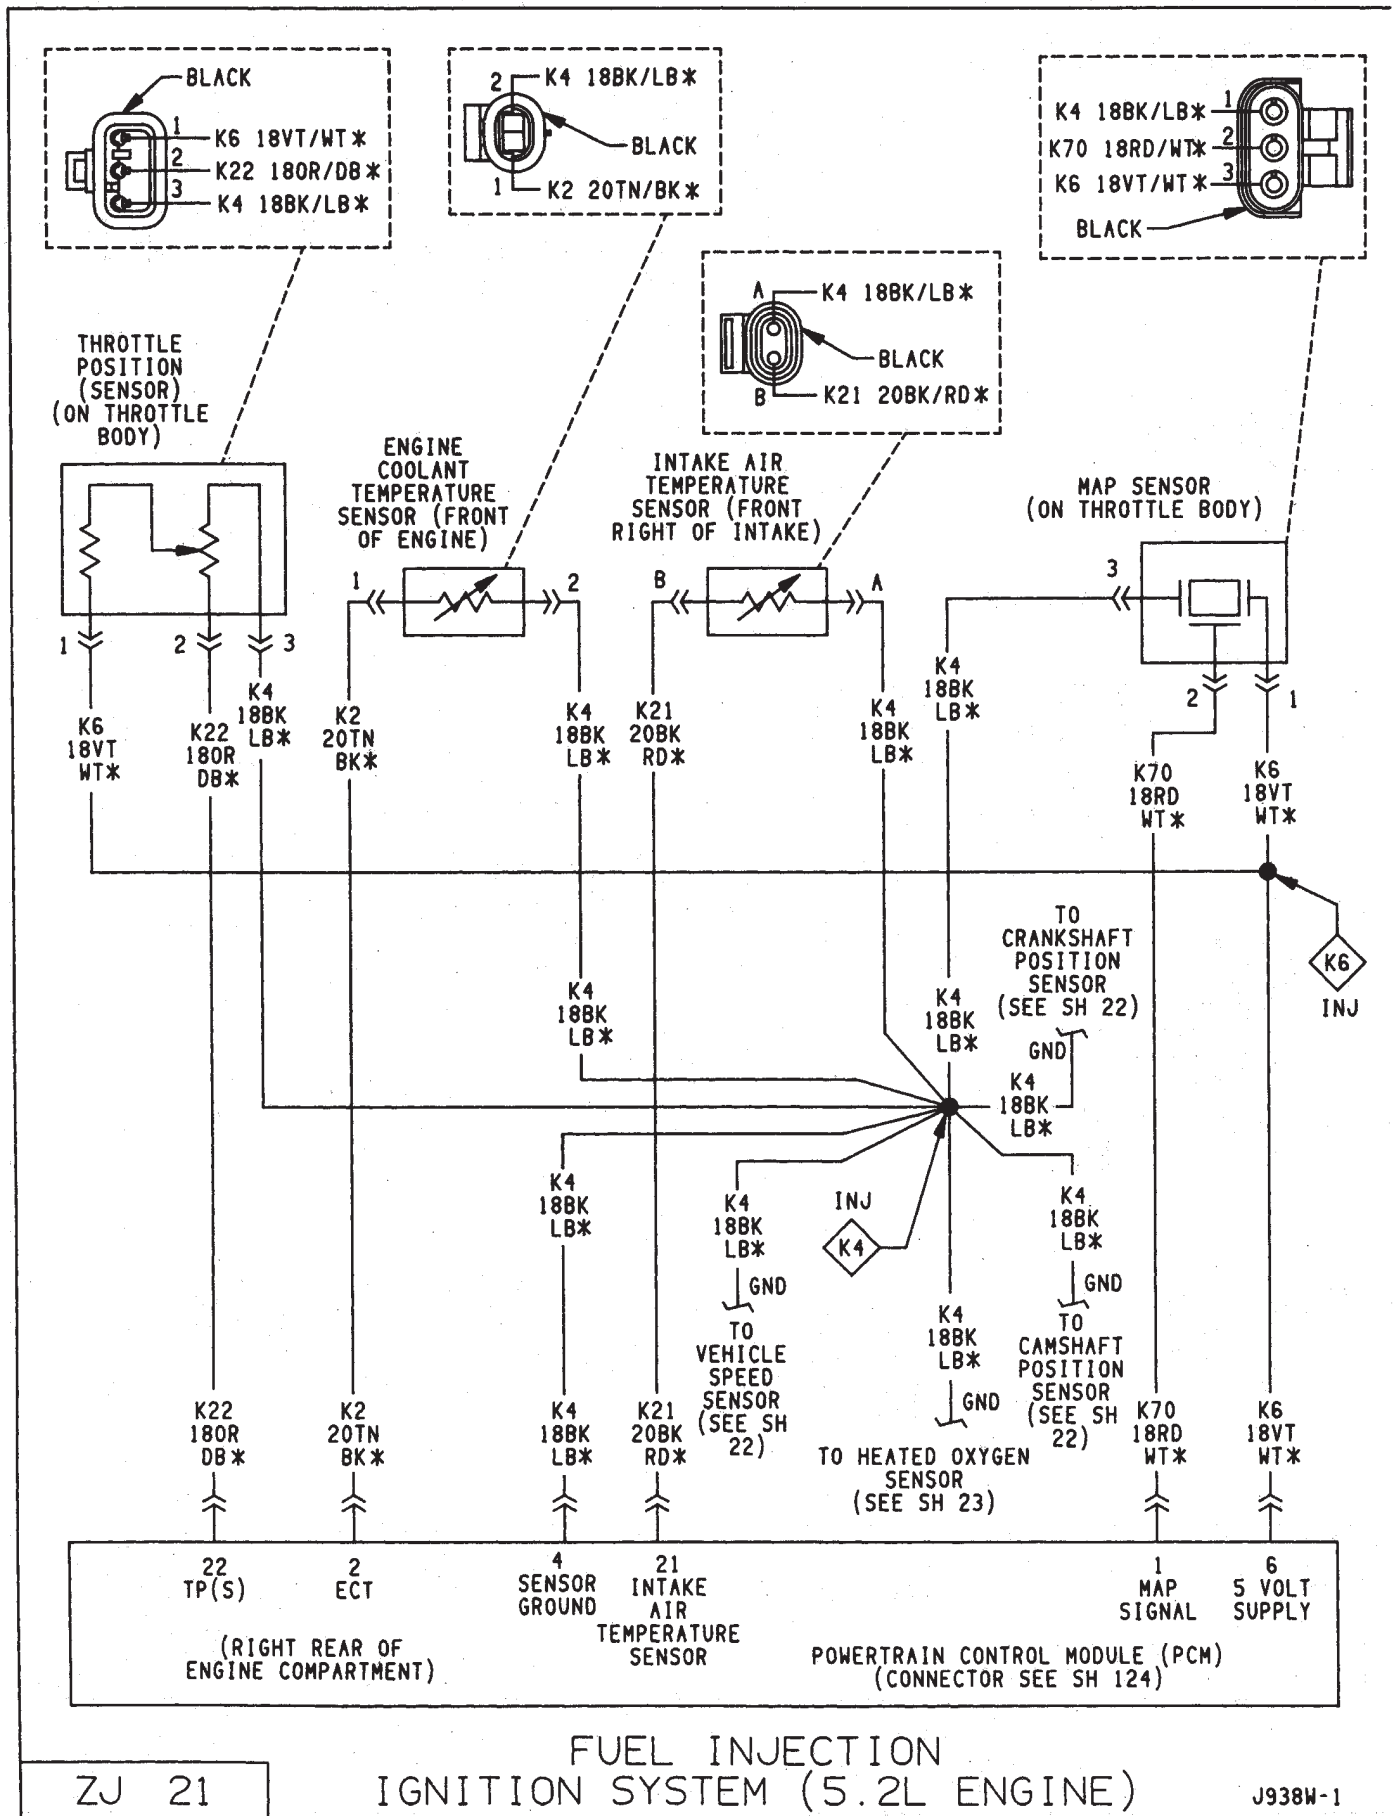 BLACK
1
K6 18VT/WT*
2
K22 18OR/DB*
3
K4 18BK/LB*
2
K4 18BK/LB*
BLACK
1
K2 20TN/BK*
A
K4 18BK/LB*
BLACK
B
K21 20BK/RD*
K4 18BK/LB*
1
K70 18RD/WT*
2
K6 18VT/WT*
3
BLACK
THROTTLE
POSITION
(SENSOR)
(ON THROTTLE
BODY)
ENGINE
COOLANT
TEMPERATURE
SENSOR (FRONT
OF ENGINE)
INTAKE AIR
TEMPERATURE
SENSOR (FRONT
RIGHT OF INTAKE)
MAP SENSOR
(ON THROTTLE BODY)
1
2
3
1
2
B
A
3
2
1
K6
18VT
WT*
K22
18OR
DB*
K4
18BK
LB*
K2
20TN
BK*
K4
18BK
LB*
K21
20BK
RD*
K4
18BK
LB*
K4
18BK
LB*
K70
18RD
WT*
K6
18VT
WT*
K6
INJ
TO
CRANKSHAFT
POSITION
SENSOR
(SEE SH 22)
GND
K4
18BK
LB*
K4
18BK
LB*
K4
18BK
LB*
K4
18BK
LB*
K4
18BK
LB*
GND
TO
VEHICLE
SPEED
SENSOR
(SEE SH
22)
INJ
K4
K4
18BK
LB*
GND
TO HEATED OXYGEN
SENSOR
(SEE SH 23)
K4
18BK
LB*
GND
TO
CAMSHAFT
POSITION
SENSOR
(SEE SH
22)
K22
18OR
DB*
K2
20TN
BK*
K4
18BK
LB*
K21
20BK
RD*
K70
18RD
WT*
K6
18VT
WT*
22
TP(S)
2
ECT
4
SENSOR
GROUND
21
INTAKE
AIR
TEMPERATURE
SENSOR
1
MAP
SIGNAL
6
5 VOLT
SUPPLY
(RIGHT REAR OF
ENGINE COMPARTMENT)
POWERTRAIN CONTROL MODULE (PCM)
(CONNECTOR SEE SH 124)
FUEL INJECTION
IGNITION SYSTEM (5.2L ENGINE)
ZJ 21
J938W-1